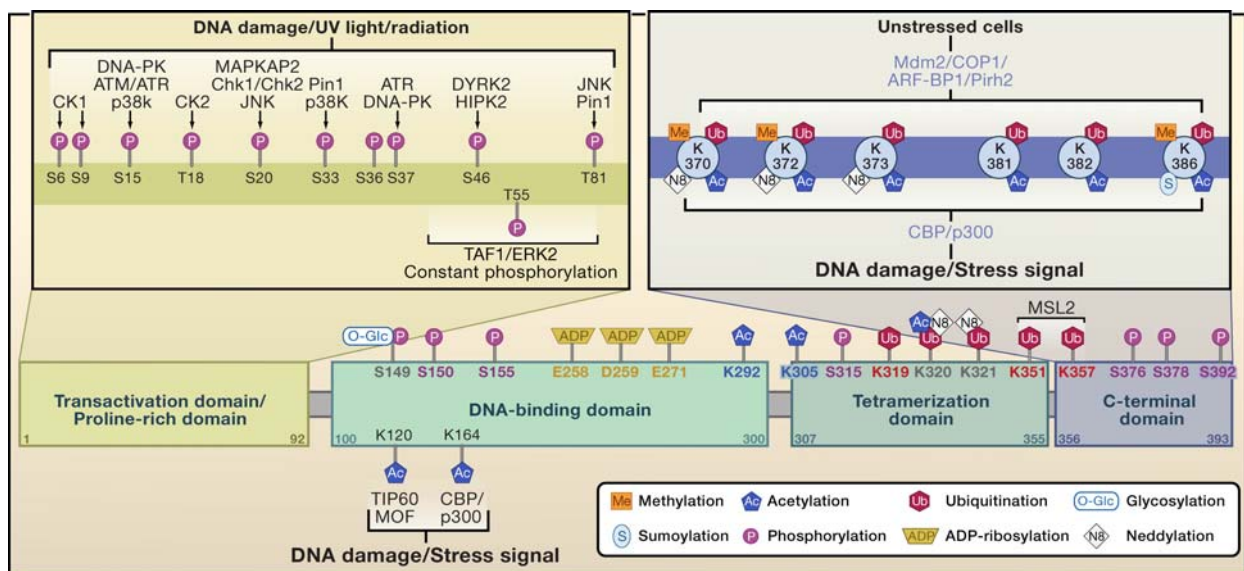 DNA damage/UV light/radiation
DNA-PK
MAPKAP2
CK1
ATM/ATR
p38k
CK2
Chk1/Chk2
JNK
Pin1
p38K
ATR
DNA-PK
DYRK2
HIPK2
JNK
Pin1
P P P P P P P P P P
S6 S9 S15 T18 S20 S33 S36 S37 S46 T81
T55
P
TAF1/ERK2
Constant phosphorylation
Unstressed cells
Mdm2/COP1/
ARF-BP1/Pirh2
Me Ub Me Ub Ub Ub Ub Me Ub
K K K K K K
370 372 373 381 382 386
N8 Ac N8 Ac N8 Ac Ac Ac S Ac
CBP/p300
DNA damage/Stress signal
MSL2
O-Glc P P P ADP ADP ADP Ac Ac P Ub Ac N8 Ub N8 Ub Ub Ub P P P
S149 S150 S155 E258 D259 E271 K292 K305 S315 K319 K320 K321 K351 K357 S376 S378 S392
Transactivation domain/
Proline-rich domain
1 92
DNA-binding domain
100 300
Tetramerization
domain
307 355
C-terminal
domain
356 393
K120 K164
Ac Ac
TIP60
MOF
CBP/
p300
DNA damage/Stress signal
Me Methylation Ac Acetylation Ub Ubiquitination O-Glc Glycosylation
S Sumoylation P Phosphorylation ADP ADP-ribosylation N8 Neddylation